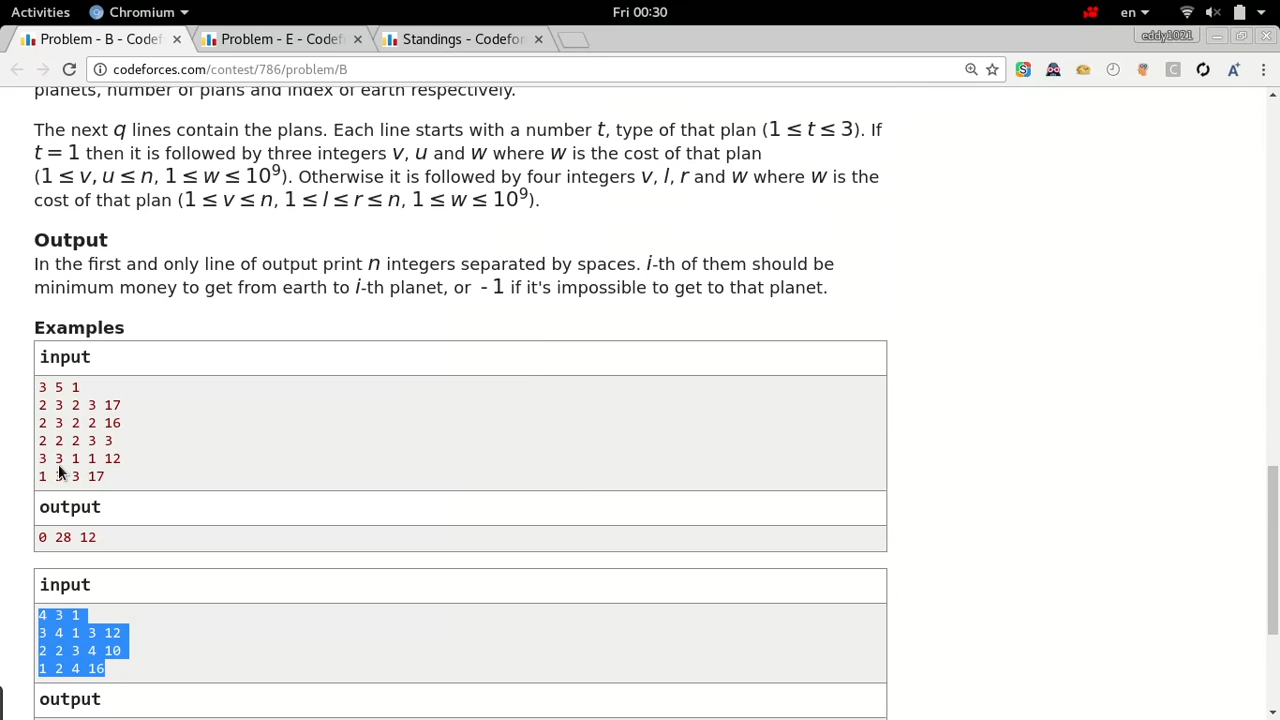 Activities Chromium Fri 00:30 en
Problem - B - Codef Problem - E - Codef Standings - Codefor eddy1021
codeforces.com/contest/786/problem/B
planets, number of plans and index of earth respectively.
The next q lines contain the plans. Each line starts with a number t, type of that plan (1 ≤ t ≤ 3). If
t = 1 then it is followed by three integers v, u and w where w is the cost of that plan
(1 ≤ v, u ≤ n, 1 ≤ w ≤ 10⁹). Otherwise it is followed by four integers v, l, r and w where w is the
cost of that plan (1 ≤ v ≤ n, 1 ≤ l ≤ r ≤ n, 1 ≤ w ≤ 10⁹).
Output
In the first and only line of output print n integers separated by spaces. i-th of them should be
minimum money to get from earth to i-th planet, or - 1 if it's impossible to get to that planet.
Examples
input
3 5 1
2 3 2 3 17
2 3 2 2 16
2 2 2 3 3
3 3 1 1 12
1 3 17
output
0 28 12
input
4 3 1
3 4 1 3 12
2 2 3 4 10
1 2 4 16
output